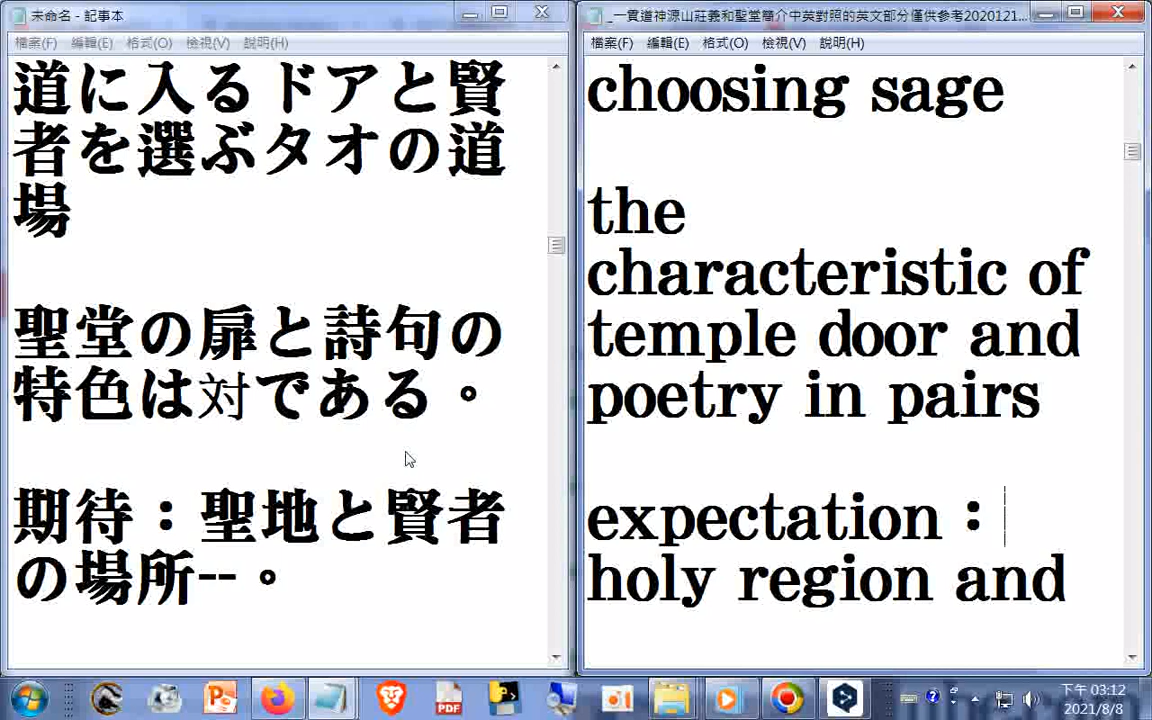 未命名 - 記事本
檔案(F) 編輯(E) 格式(O) 檢視(V) 說明(H)
道に入るドアと賢
者を選ぶタオの道
場
聖堂の扉と詩句の
特色は対である。
期待：聖地と賢者
の場所--。
_一貫道神源山莊義和聖堂簡介中英對照的英文部分僅供參考2020121...
檔案(F) 編輯(E) 格式(O) 檢視(V) 說明(H)
choosing sage
the
characteristic of
temple door and
poetry in pairs
expectation：
holy region and
PDF
下午 03:12
2021/8/8